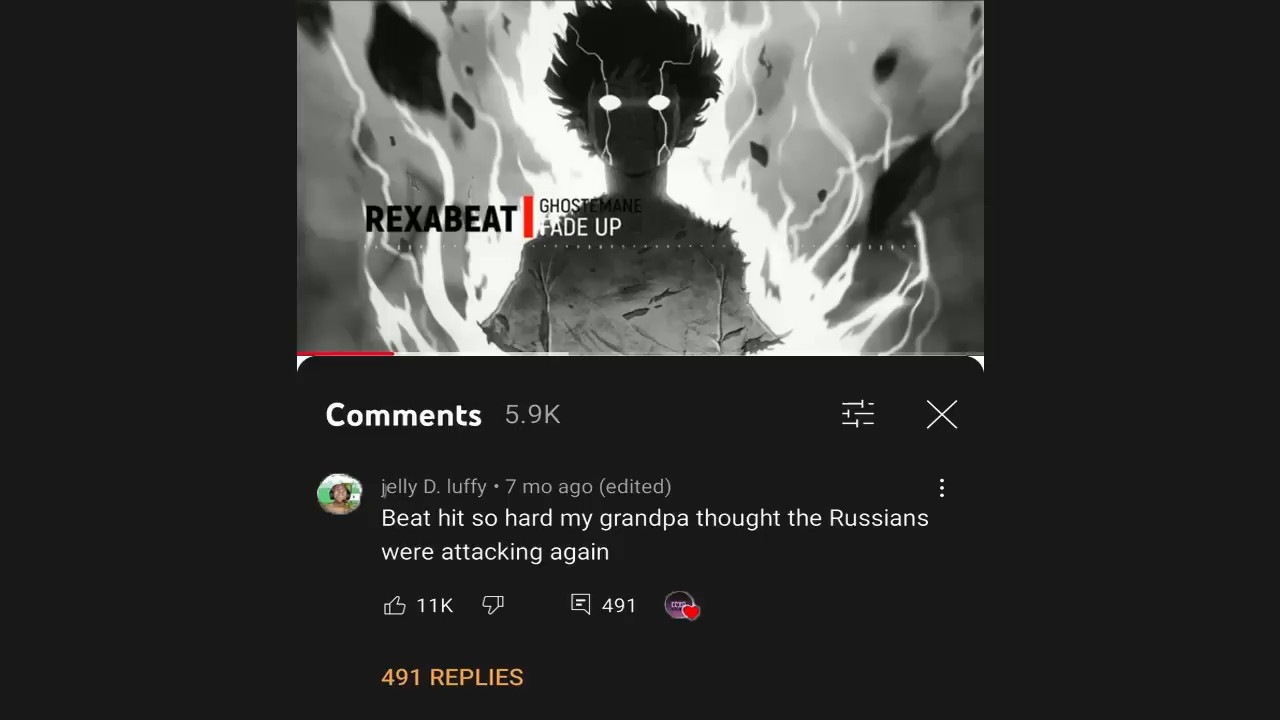 REXABEAT
GHOSTEMANE
FADE UP
Comments 5.9K
jelly D. luffy • 7 mo ago (edited)
Beat hit so hard my grandpa thought the Russians
were attacking again
11K 491
491 REPLIES